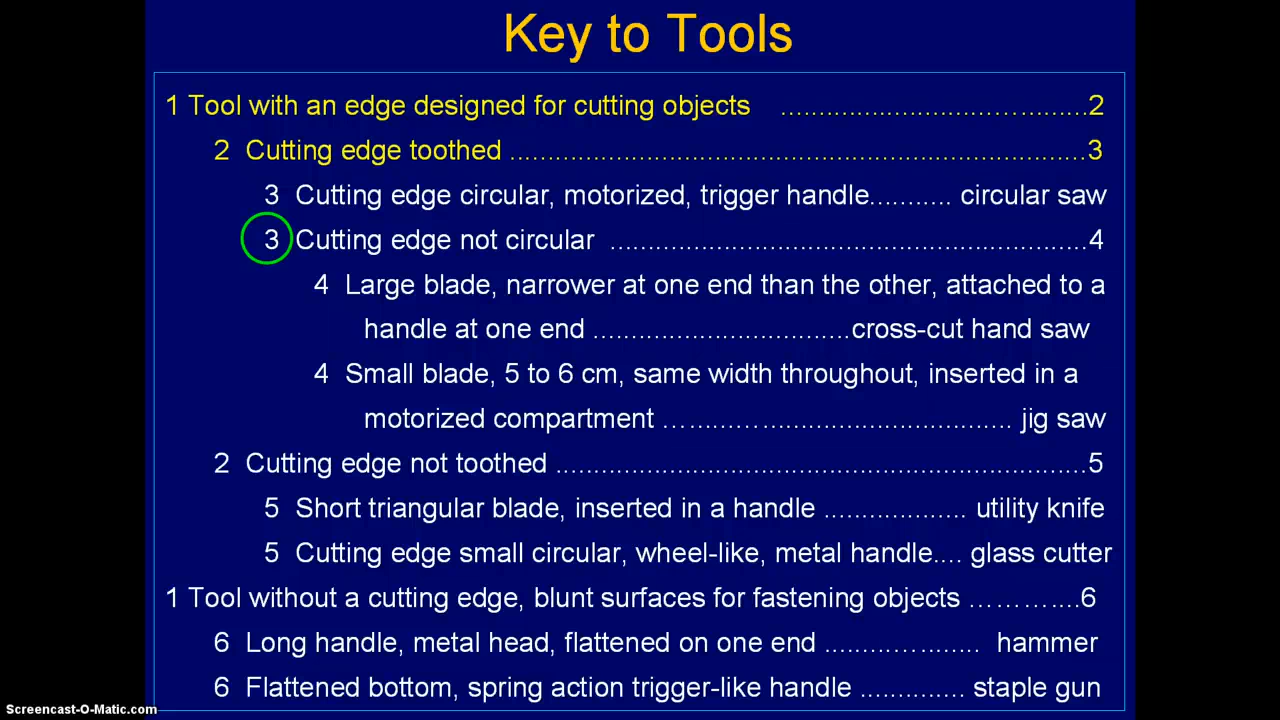 Key to Tools
1 Tool with an edge designed for cutting objects ..............................2
2 Cutting edge toothed ..............................3
3 Cutting edge circular, motorized, trigger handle........... circular saw
3 Cutting edge not circular ..............................4
4 Large blade, narrower at one end than the other, attached to a
handle at one end ..............................cross-cut hand saw
4 Small blade, 5 to 6 cm, same width throughout, inserted in a
motorized compartment .............................. jig saw
2 Cutting edge not toothed ..............................5
5 Short triangular blade, inserted in a handle ................... utility knife
5 Cutting edge small circular, wheel-like, metal handle.... glass cutter
1 Tool without a cutting edge, blunt surfaces for fastening objects .............6
6 Long handle, metal head, flattened on one end .................... hammer
6 Flattened bottom, spring action trigger-like handle .............. staple gun
Screencast-O-Matic.com